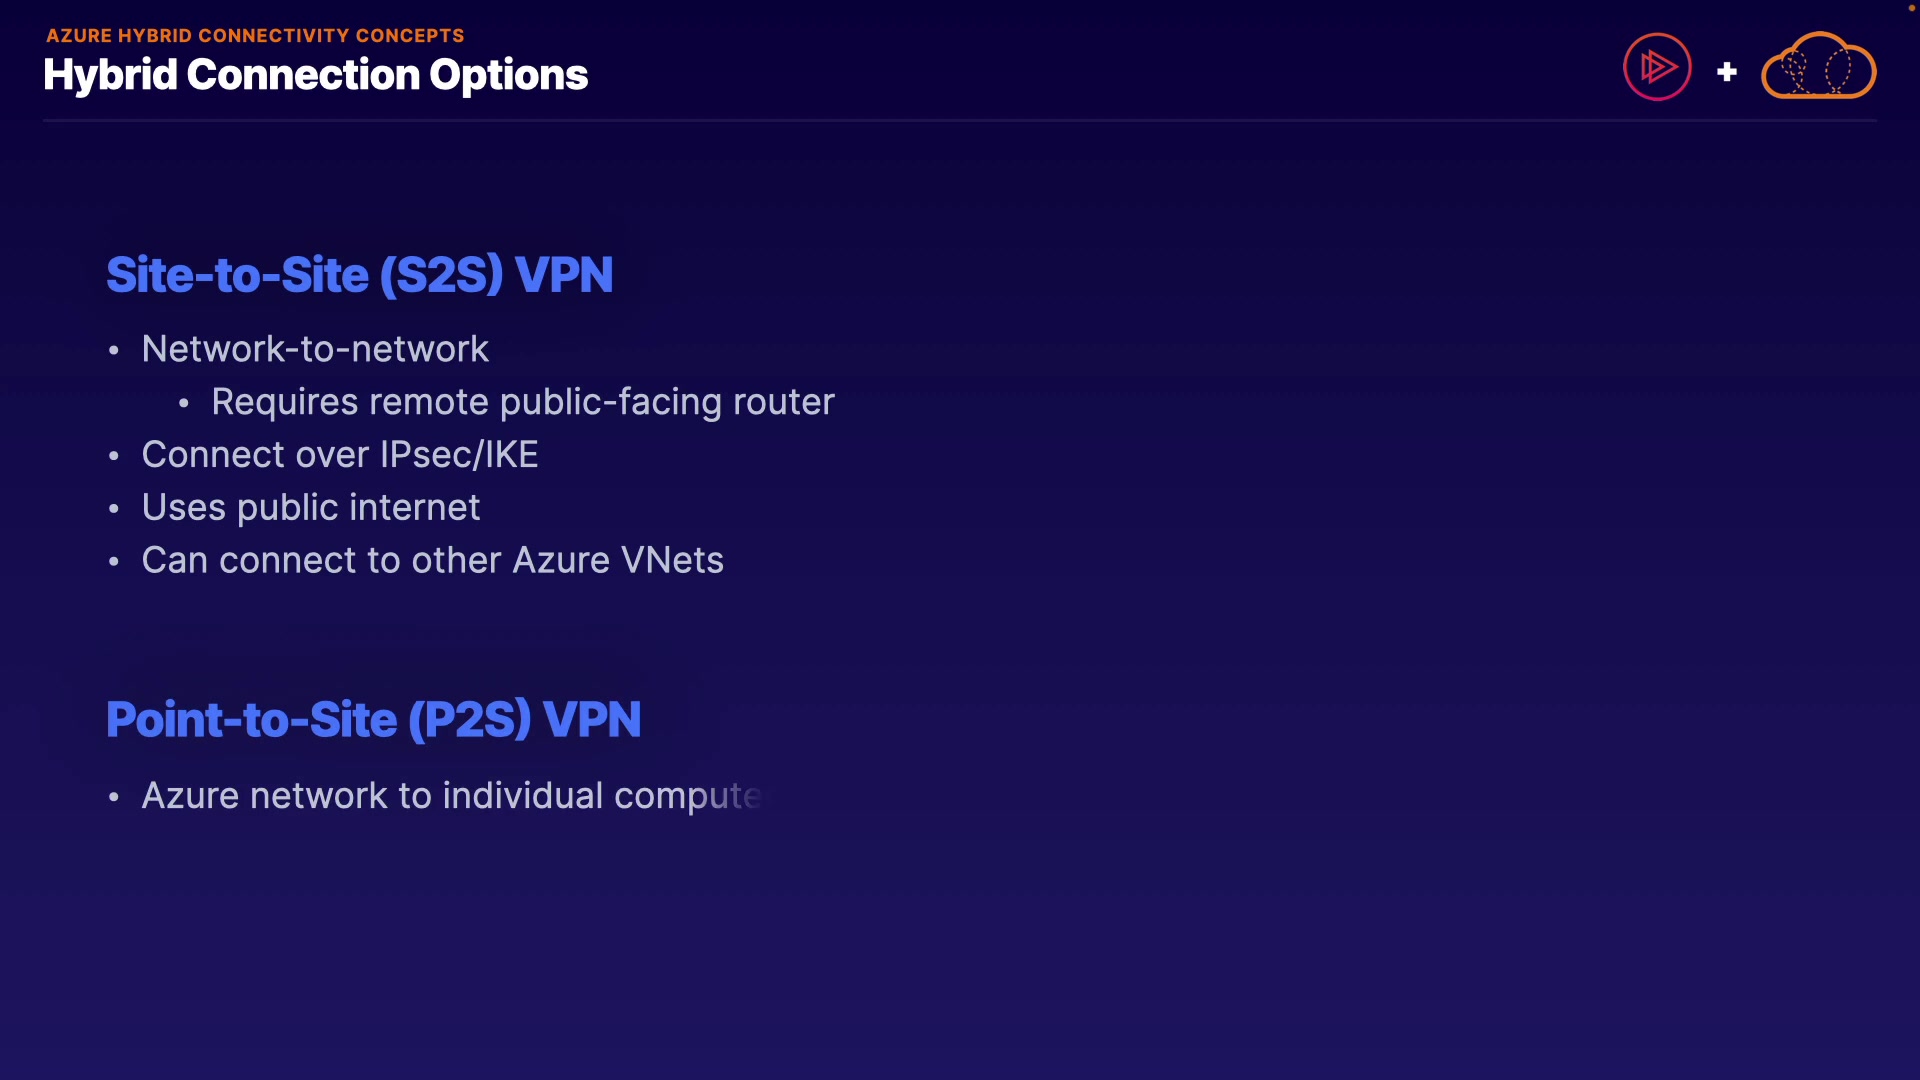 AZURE HYBRID CONNECTIVITY CONCEPTS
Hybrid Connection Options
Site-to-Site (S2S) VPN
• Network-to-network
• Requires remote public-facing router
• Connect over IPsec/IKE
• Uses public internet
• Can connect to other Azure VNets
Point-to-Site (P2S) VPN
• Azure network to individual compute